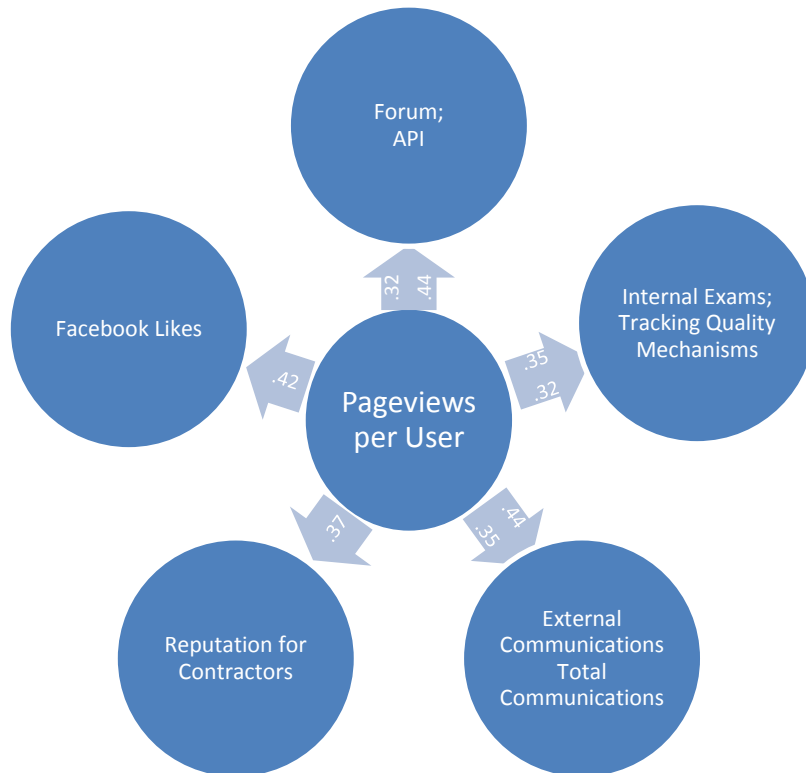 Forum;
API
.32
.44
Internal Exams;
Tracking Quality
Mechanisms
.35
.32
Facebook Likes
.42
Pageviews
per User
.37
.44
.35
Reputation for
Contractors
External
Communications
Total
Communications